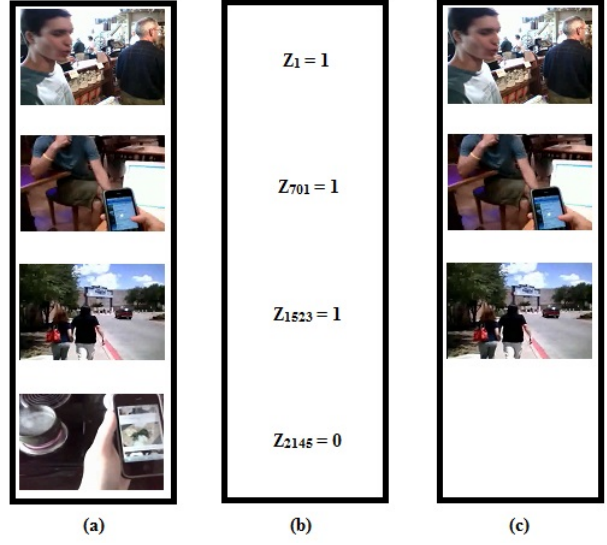 Z1 = 1
Z701 = 1
Z1523 = 1
Z2145 = 0
(a)
(b)
(c)